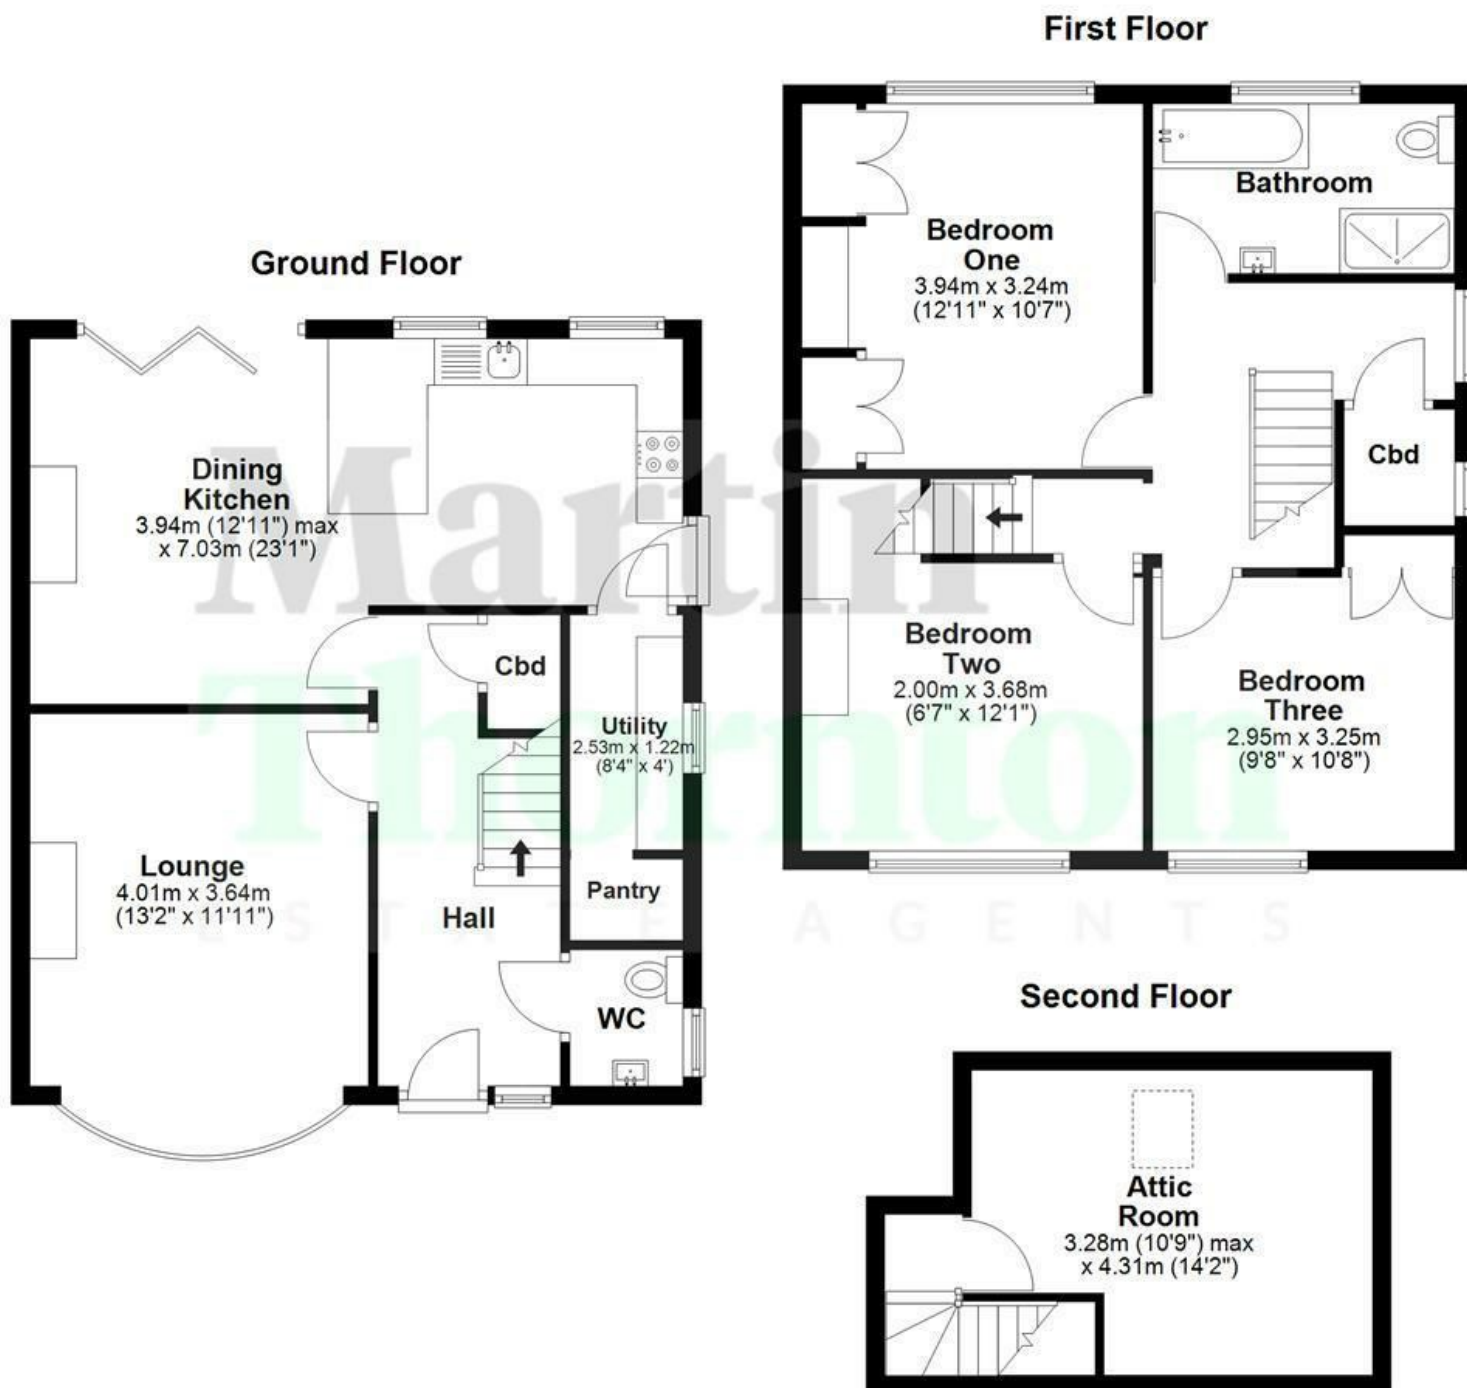 First Floor
Bathroom
Bedroom
One
3.94m x 3.24m
(12'11" x 10'7")
Cbd
Bedroom
Two
2.00m x 3.68m
(6'7" x 12'1")
Bedroom
Three
2.95m x 3.25m
(9'8" x 10'8")
Ground Floor
Dining
Kitchen
3.94m (12'11") max
x 7.03m (23'1")
Cbd
Utility
2.53m x 1.22m
(8'4" x 4')
Lounge
4.01m x 3.64m
(13'2" x 11'11")
Hall
Pantry
WC
Second Floor
Attic
Room
3.28m (10'9") max
x 4.31m (14'2")
Martin
Thornton
ESTATE AGENTS